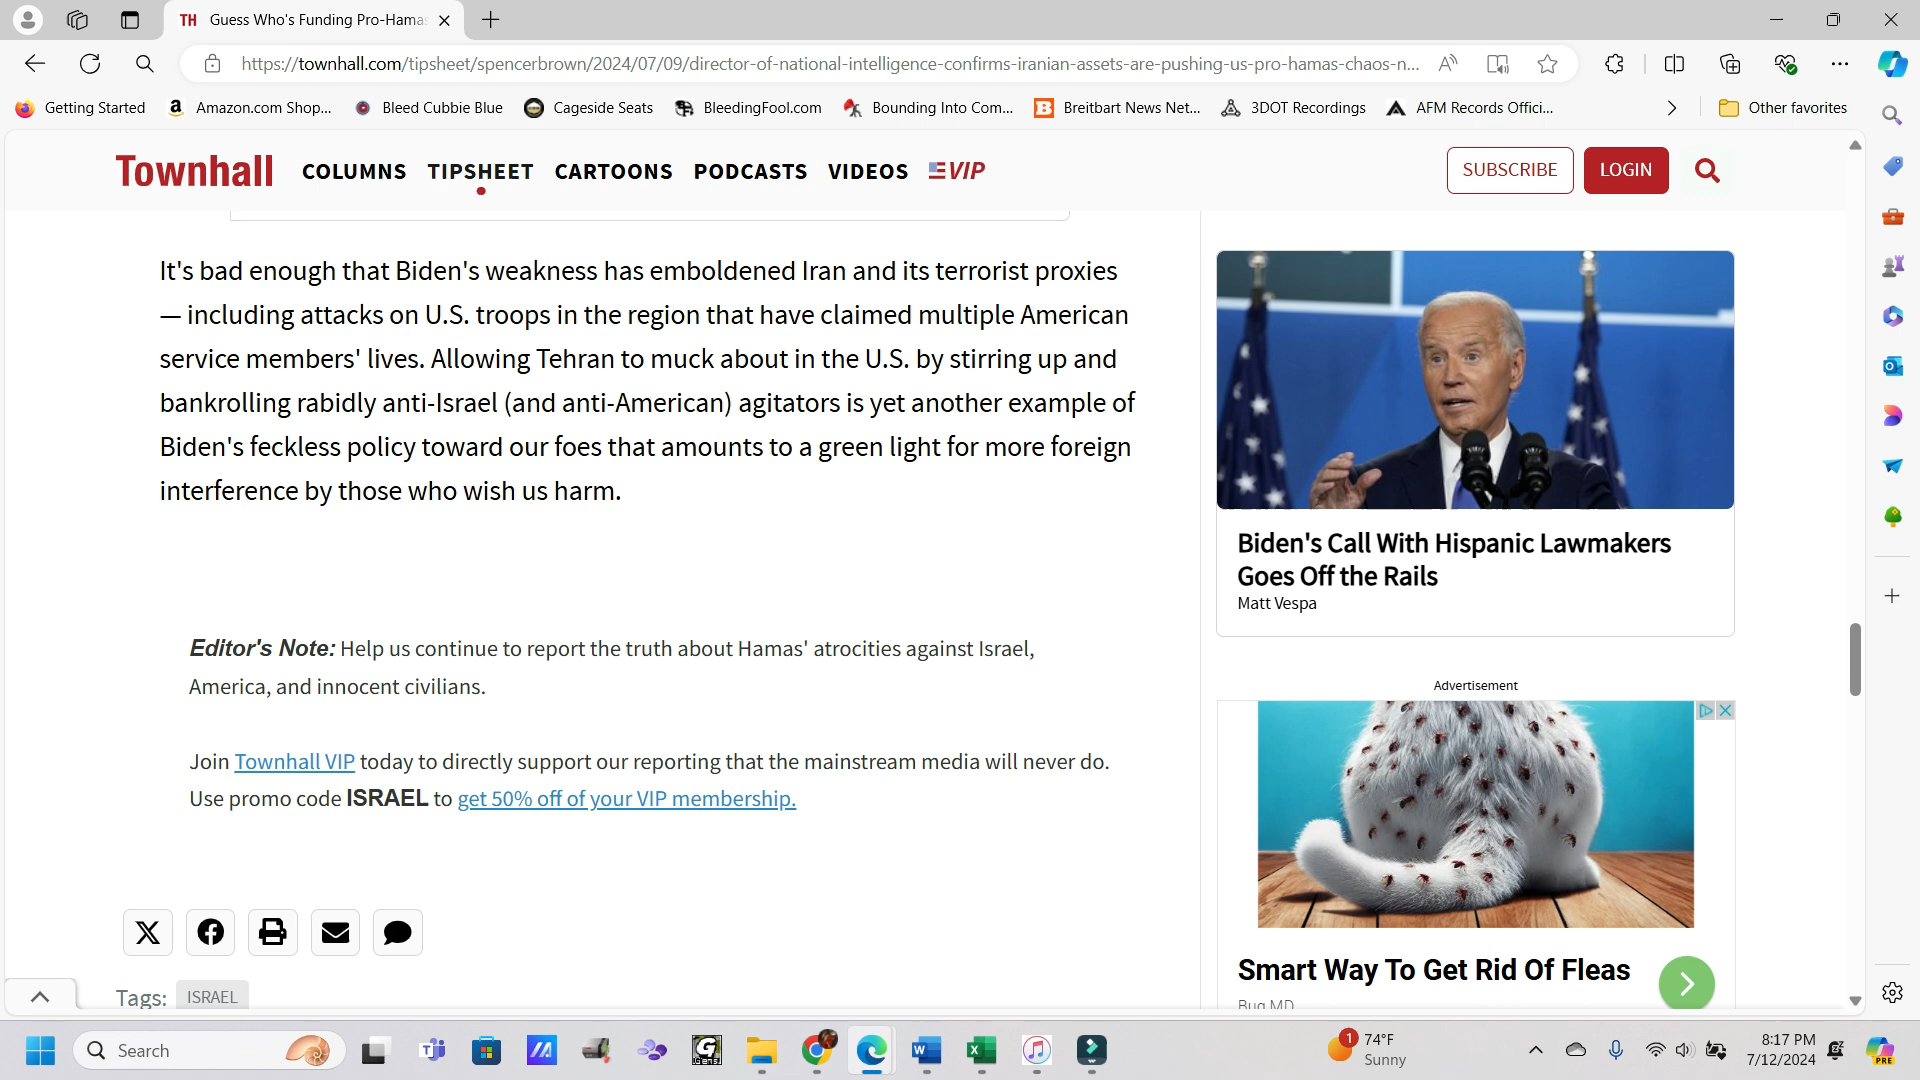 TH Guess Who's Funding Pro-Hama
https://townhall.com/tipsheet/spencerbrown/2024/07/09/director-of-national-intelligence-confirms-iranian-assets-are-pushing-us-pro-hamas-chaos-n...
Getting Started Amazon.com Shop... Bleed Cubbie Blue Cageside Seats BleedingFool.com Bounding Into Com... Breitbart News Net... 3DOT Recordings AFM Records Offici... Other favorites
Townhall COLUMNS TIPSHEET CARTOONS PODCASTS VIDEOS VIP SUBSCRIBE LOGIN
It's bad enough that Biden's weakness has emboldened Iran and its terrorist proxies
— including attacks on U.S. troops in the region that have claimed multiple American
service members' lives. Allowing Tehran to muck about in the U.S. by stirring up and
bankrolling rabidly anti-Israel (and anti-American) agitators is yet another example of
Biden's feckless policy toward our foes that amounts to a green light for more foreign
interference by those who wish us harm.
Editor's Note: Help us continue to report the truth about Hamas' atrocities against Israel,
America, and innocent civilians.
Join Townhall VIP today to directly support our reporting that the mainstream media will never do.
Use promo code ISRAEL to get 50% off of your VIP membership.
Tags: ISRAEL
Biden's Call With Hispanic Lawmakers
Goes Off the Rails
Matt Vespa
Advertisement
Smart Way To Get Rid Of Fleas
Bug MD
Search
1 74°F
Sunny
8:17 PM
7/12/2024
PRE